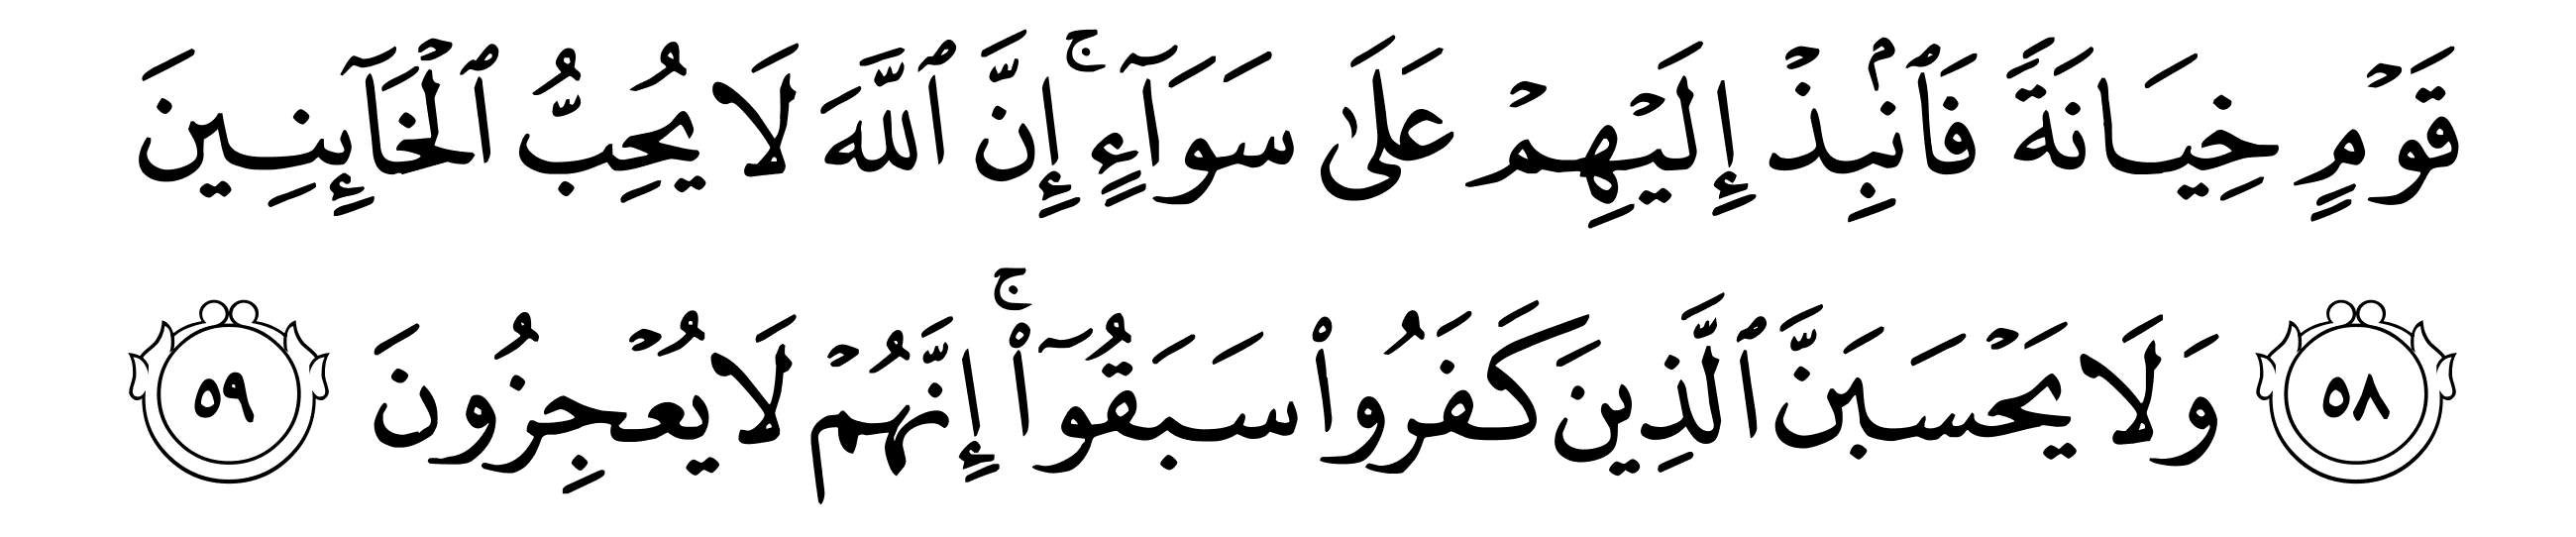 قَوْمٍ خِيَانَةً فَٱنۢبِذْ إِلَيْهِمْ عَلَىٰ سَوَآءٍ ۚ إِنَّ ٱللَّهَ لَا يُحِبُّ ٱلْخَآئِنِينَ
٥٨ وَلَا يَحْسَبَنَّ ٱلَّذِينَ كَفَرُوا۟ سَبَقُوٓا۟ ۚ إِنَّهُمْ لَا يُعْجِزُونَ ٥٩